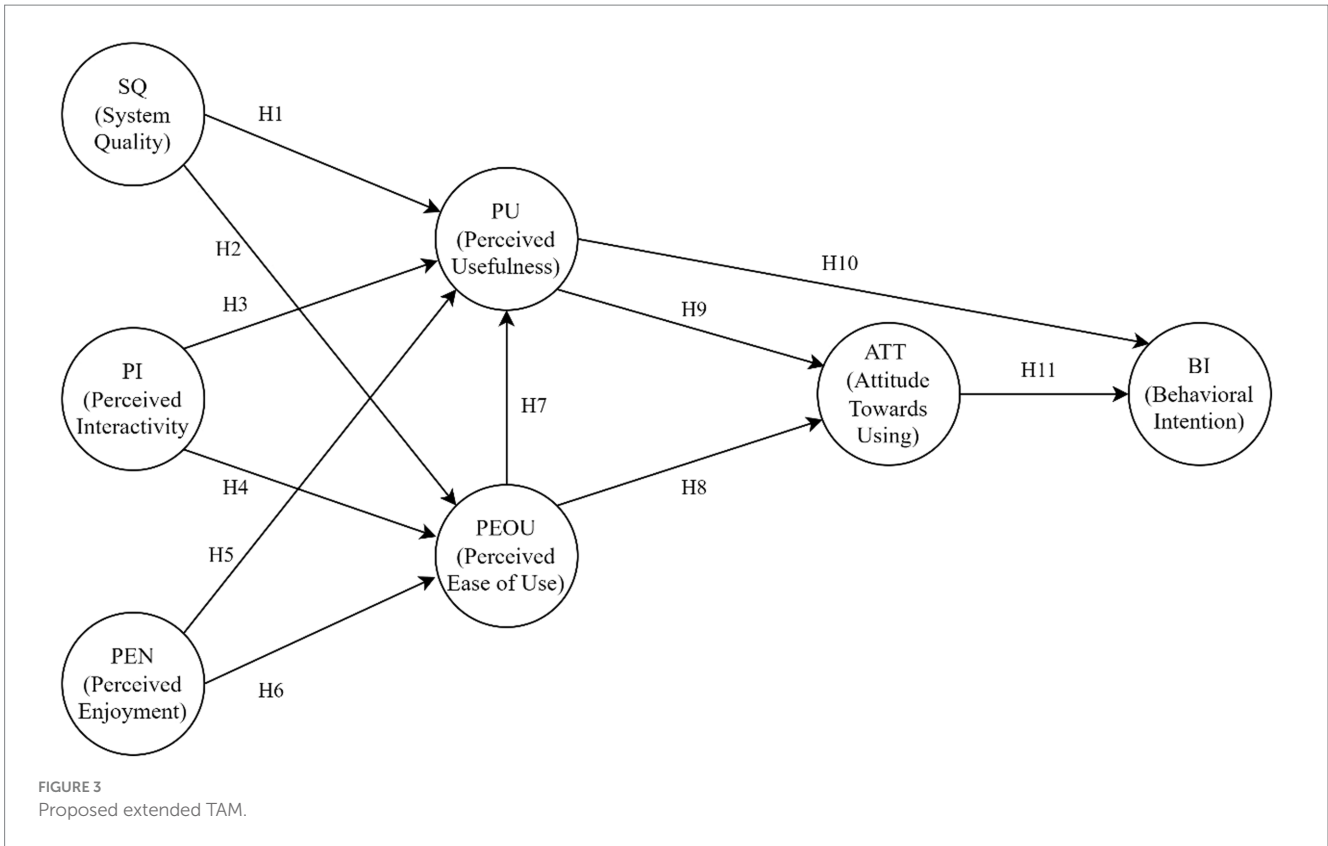 SQ
(System
Quality)
H1
H2
PU
(Perceived
Usefulness)
H10
H3
H9
PI
(Perceived
Interactivity
ATT
(Attitude
Towards
Using)
H11
BI
(Behavioral
Intention)
H7
H4
H8
H5
PEOU
(Perceived
Ease of Use)
PEN
(Perceived
Enjoyment)
H6
FIGURE 3
Proposed extended TAM.